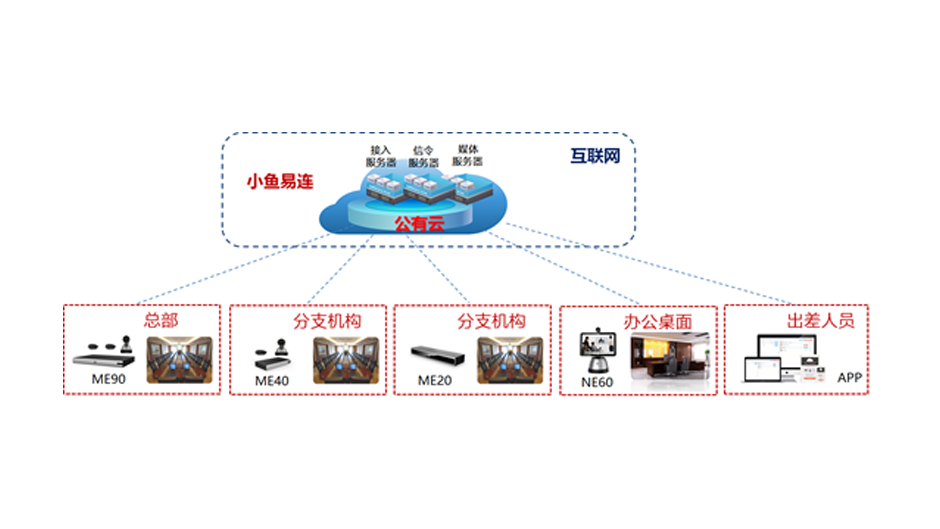 接入
服务器
信令
服务器
媒体
服务器
互联网
小鱼易连
公有云
总部
ME90
分支机构
ME40
分支机构
ME20
办公桌面
NE60
出差人员
APP